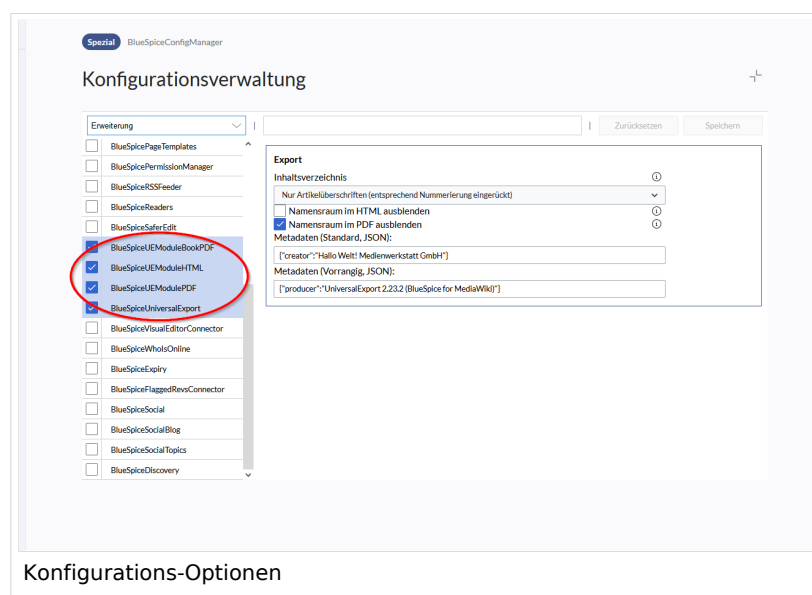 Spezial BlueSpiceConfigManager
Konfigurationsverwaltung
Erweiterung | | Zurücksetzen Speichern
BlueSpicePageTemplates
BlueSpicePermissionManager
BlueSpiceRSSFeeder
BlueSpiceReaders
BlueSpiceSaferEdit
BlueSpiceUEModuleBookPDF
BlueSpiceUEModuleHTML
BlueSpiceUEModulePDF
BlueSpiceUniversalExport
BlueSpiceVisualEditorConnector
BlueSpiceWhoIsOnline
BlueSpiceExpiry
BlueSpiceFlaggedRevsConnector
BlueSpiceSocial
BlueSpiceSocialBlog
BlueSpiceSocialTopics
BlueSpiceDiscovery
Export
Inhaltsverzeichnis
Nur Artikelüberschriften (entsprechend Nummerierung eingerückt)
Namensraum im HTML ausblenden
Namensraum im PDF ausblenden
Metadaten (Standard, JSON):
{"creator":"Hallo Welt! Medienwerkstatt GmbH"}
Metadaten (Vorrangig, JSON):
{"producer":"UniversalExport 2.23.2 (BlueSpice for MediaWiki)"}
Konfigurations-Optionen